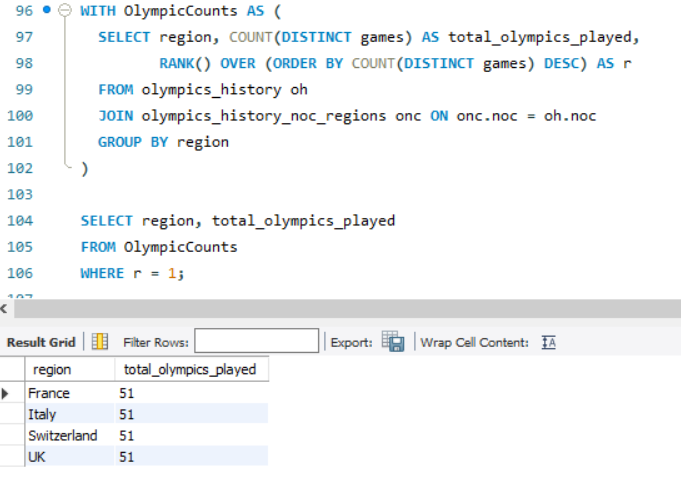 96 WITH OlympicCounts AS (
97 SELECT region, COUNT(DISTINCT games) AS total_olympics_played,
98 RANK() OVER (ORDER BY COUNT(DISTINCT games) DESC) AS r
99 FROM olympics_history oh
100 JOIN olympics_history_noc_regions onc ON onc.noc = oh.noc
101 GROUP BY region
102 )
103
104 SELECT region, total_olympics_played
105 FROM OlympicCounts
106 WHERE r = 1;
107
Result Grid Filter Rows: Export: Wrap Cell Content: IA
region total_olympics_played
France 51
Italy 51
Switzerland 51
UK 51